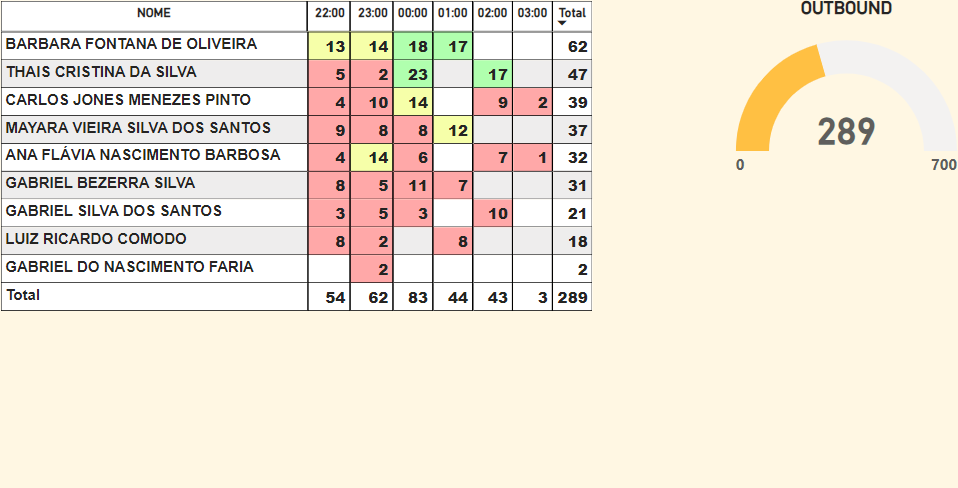 NOME 22:00 23:00 00:00 01:00 02:00 03:00 Total
BARBARA FONTANA DE OLIVEIRA 13 14 18 17 62
THAIS CRISTINA DA SILVA 5 2 23 17 47
CARLOS JONES MENEZES PINTO 4 10 14 9 2 39
MAYARA VIEIRA SILVA DOS SANTOS 9 8 8 12 37
ANA FLÁVIA NASCIMENTO BARBOSA 4 14 6 7 1 32
GABRIEL BEZERRA SILVA 8 5 11 7 31
GABRIEL SILVA DOS SANTOS 3 5 3 10 21
LUIZ RICARDO COMODO 8 2 8 18
GABRIEL DO NASCIMENTO FARIA 2 2
Total 54 62 83 44 43 3 289
OUTBOUND
289
0 700